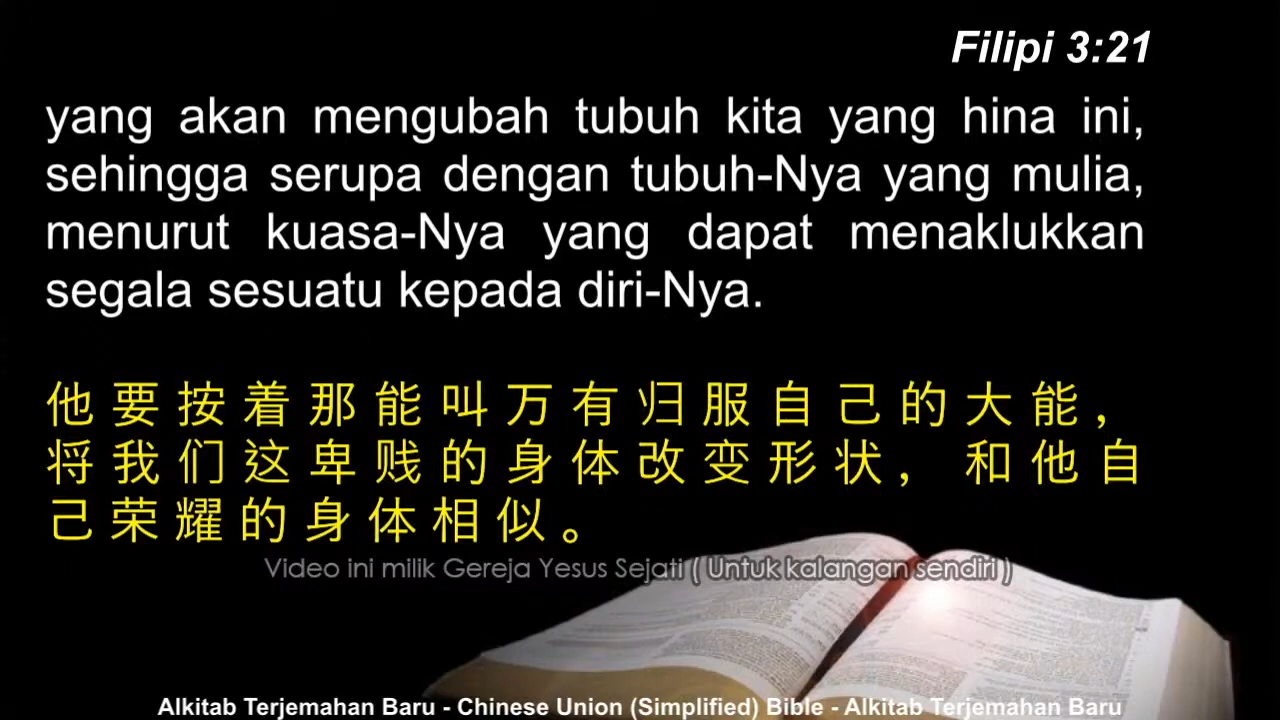 Filipi 3:21
yang akan mengubah tubuh kita yang hina ini,
sehingga serupa dengan tubuh-Nya yang mulia,
menurut kuasa-Nya yang dapat menaklukkan
segala sesuatu kepada diri-Nya.
他要按着那能叫万有归服自己的大能，
将我们这卑贱的身体改变形状，和他自
己荣耀的身体相似。
Video ini milik Gereja Yesus Sejati ( Untuk kalangan sendiri )
Alkitab Terjemahan Baru - Chinese Union (Simplified) Bible - Alkitab Terjemahan Baru